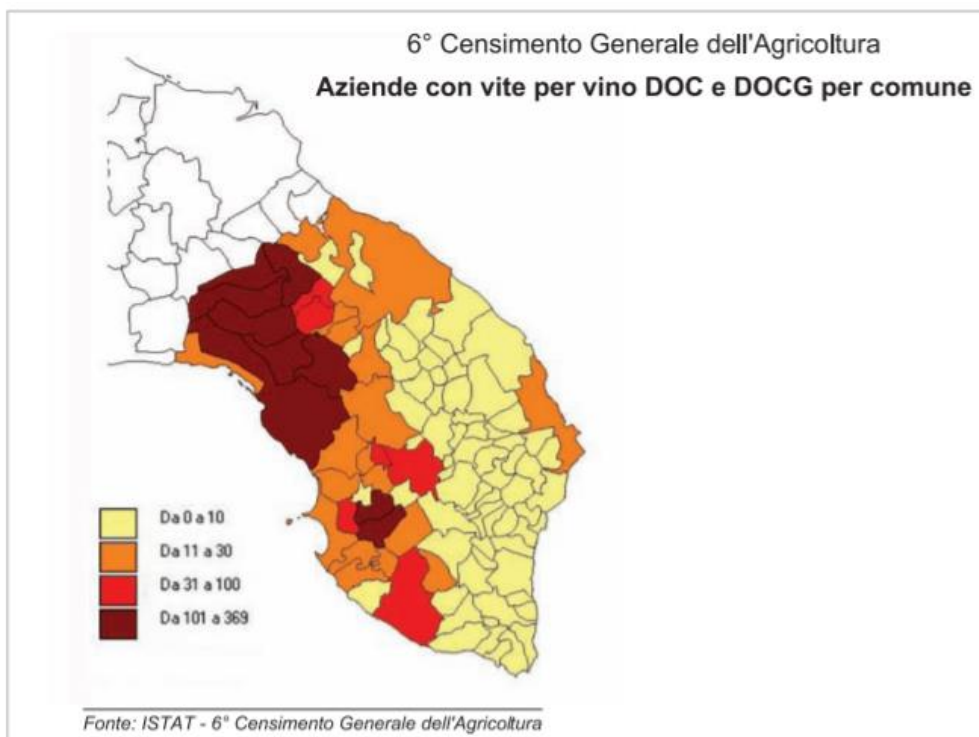 6° Censimento Generale dell'Agricoltura
Aziende con vite per vino DOC e DOCG per comune
Da 0 a 10
Da 11 a 30
Da 31 a 100
Da 101 a 369
Fonte: ISTAT - 6° Censimento Generale dell'Agricoltura